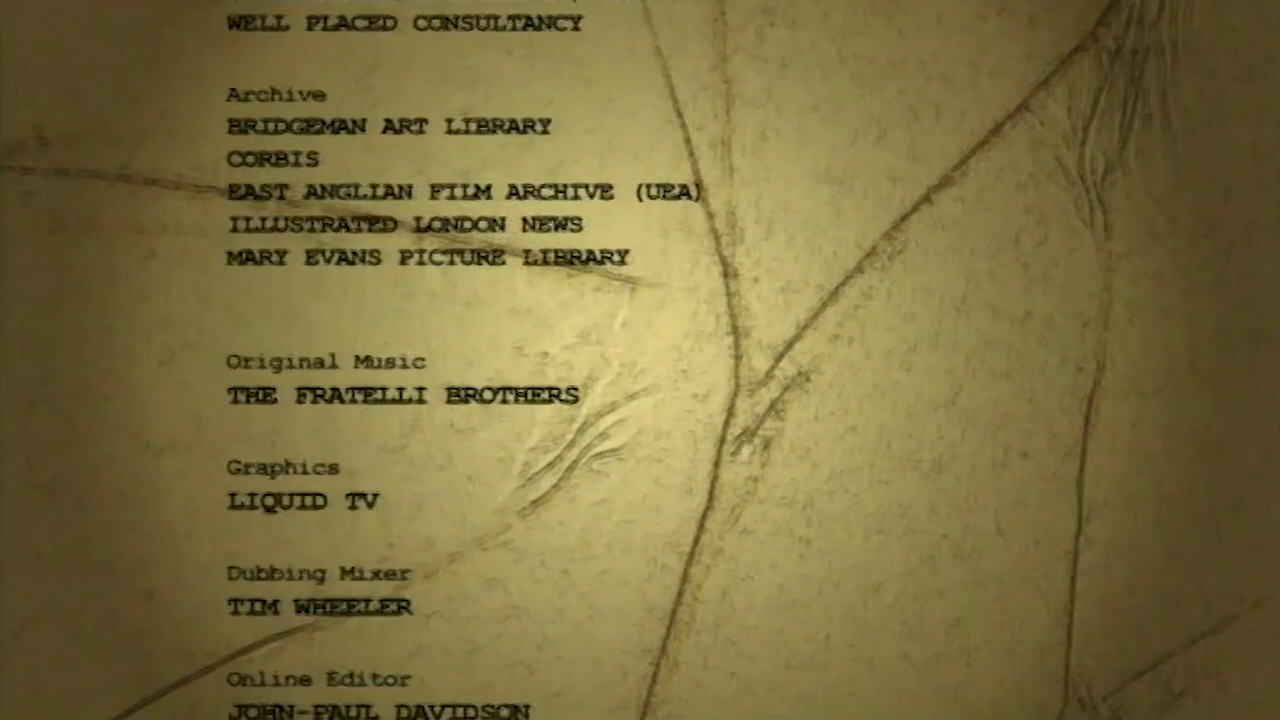 WELL PLACED CONSULTANCY
Archive
BRIDGEMAN ART LIBRARY
CORBIS
EAST ANGLIAN FILM ARCHIVE (UEA)
ILLUSTRATED LONDON NEWS
MARY EVANS PICTURE LIBRARY
Original Music
THE FRATELLI BROTHERS
Graphics
LIQUID TV
Dubbing Mixer
TIM WHEELER
Online Editor
JOHN-PAUL DAVIDSON